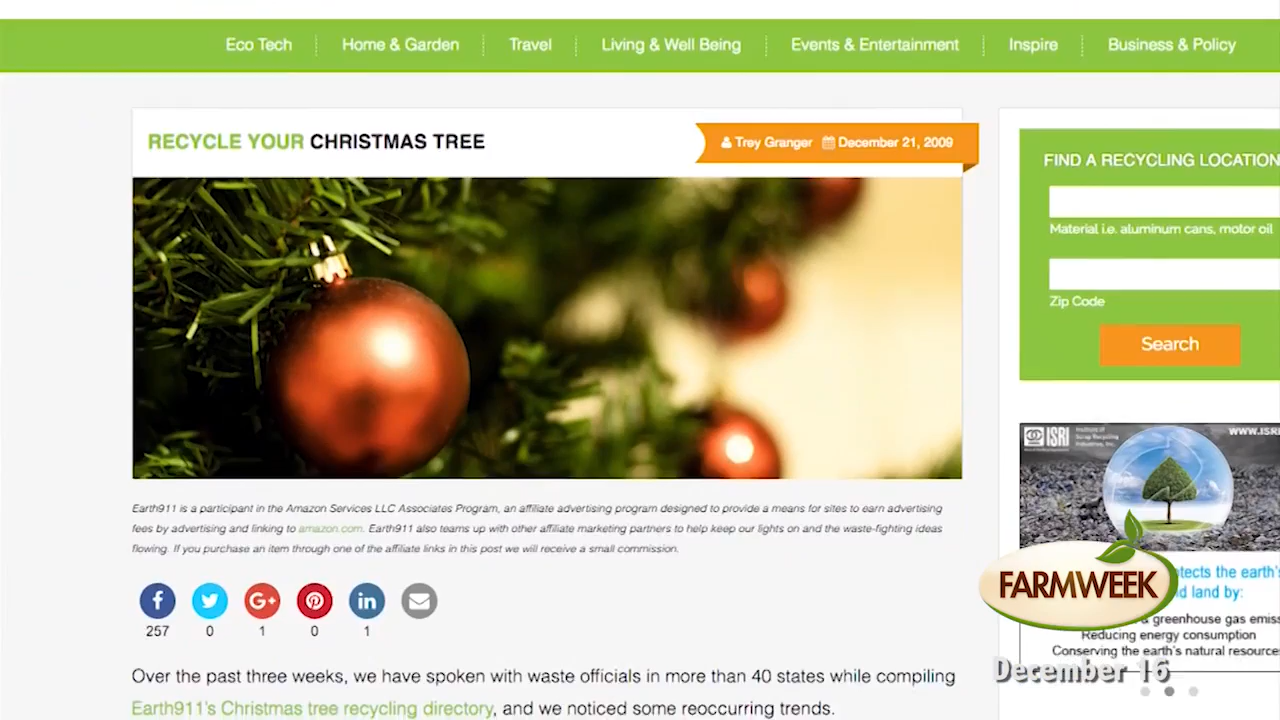 Eco Tech
Home & Garden
Travel
Living & Well Being
Events & Entertainment
Inspire
Business & Policy
RECYCLE YOUR CHRISTMAS TREE
Trey Granger December 21, 2009
Earth911 is a participant in the Amazon Services LLC Associates Program, an affiliate advertising program designed to provide a means for sites to earn advertising
fees by advertising and linking to amazon.com. Earth911 also teams up with other affiliate marketing partners to help keep our lights on and the waste-fighting ideas
flowing. If you purchase an item through one of the affiliate links in this post we will receive a small commission.
257
0
1
0
1
Over the past three weeks, we have spoken with waste officials in more than 40 states while compiling
Earth911's Christmas tree recycling directory, and we noticed some reoccurring trends.
FIND A RECYCLING LOCATION
Material i.e. aluminum cans, motor oil
Zip Code
Search
ISRI
Institute of
Scrap Recycling
Industries, Inc.
WWW.ISRI
FARMWEEK
otects the earth's
d land by:
greenhouse gas emiss
Reducing energy consumption
Conserving the earth's natural resource
December 16